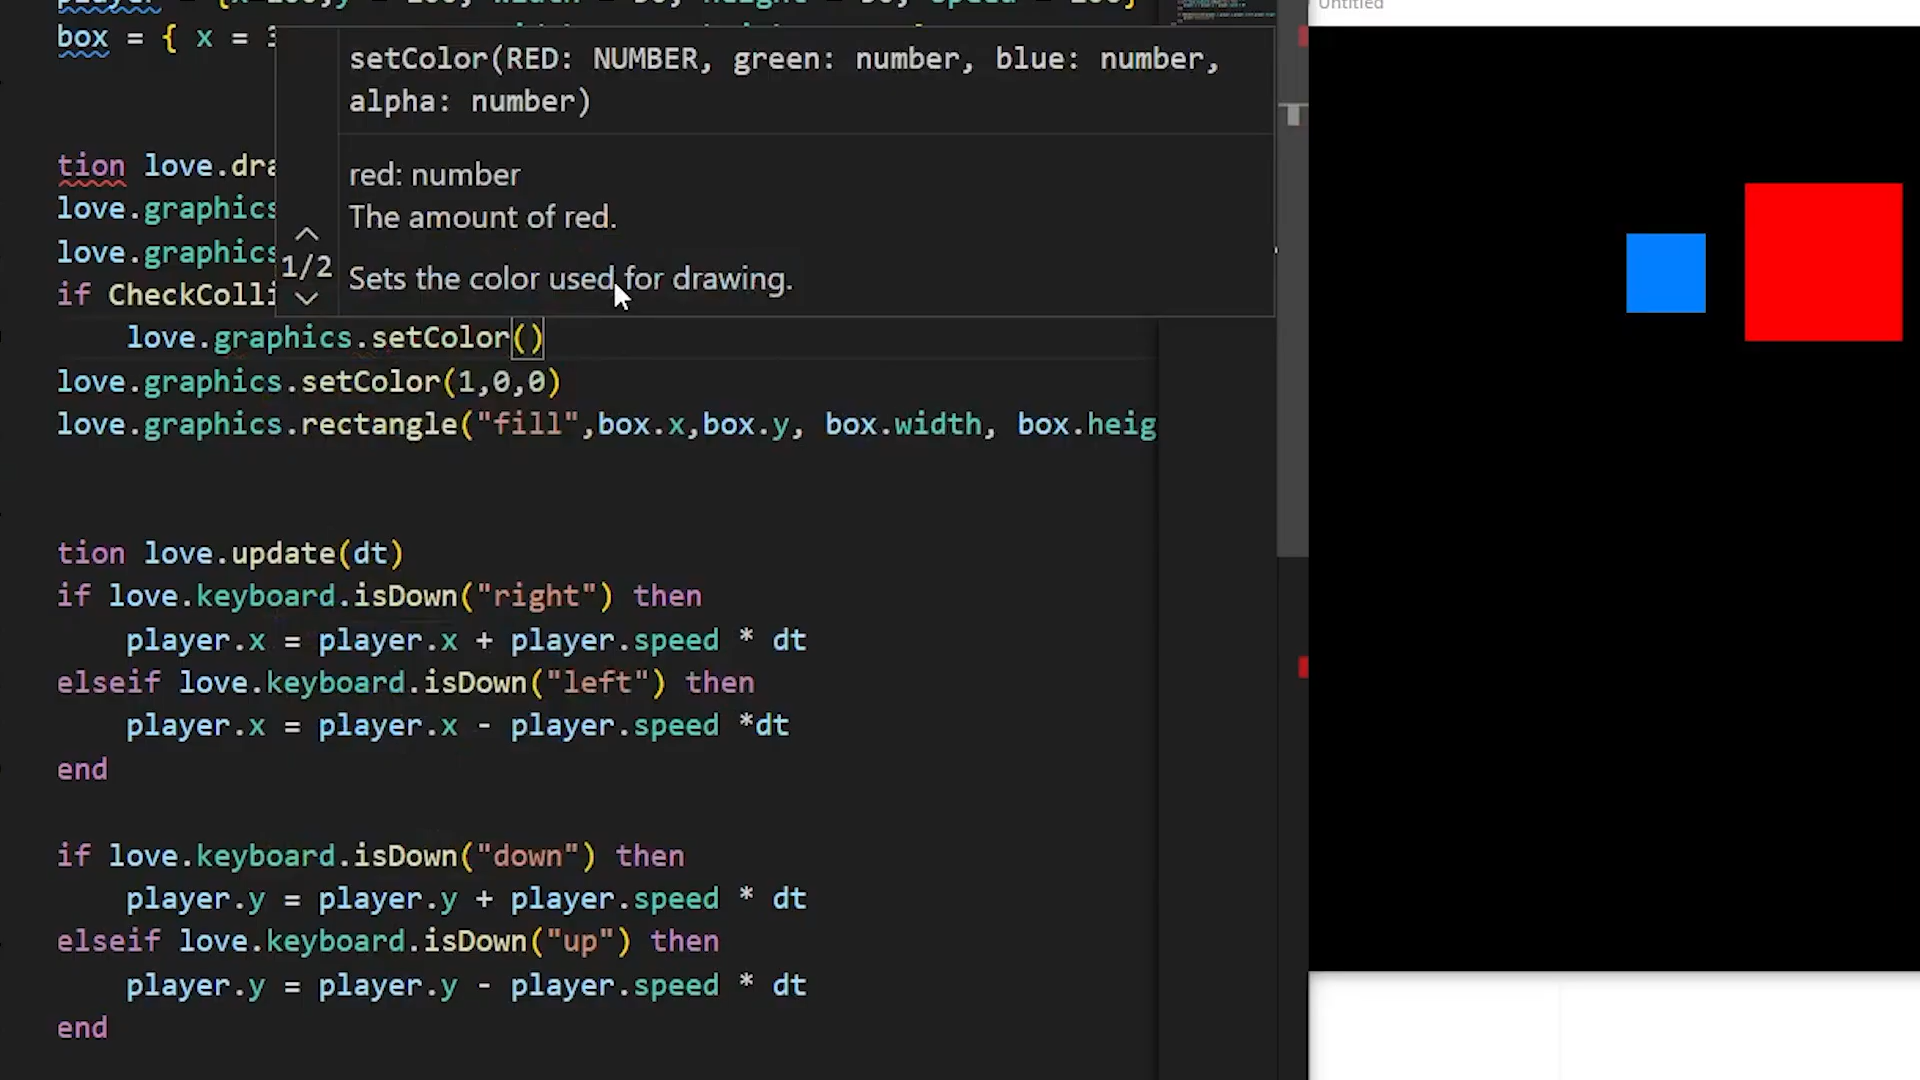 Untitled
box = { x = 3
setColor(RED: NUMBER, green: number, blue: number,
alpha: number)
tion love.dra
red: number
love.graphics
The amount of red.
love.graphics
1/2
Sets the color used for drawing.
if CheckColli
love.graphics.setColor()
love.graphics.setColor(1,0,0)
love.graphics.rectangle("fill",box.x,box.y, box.width, box.heig
tion love.update(dt)
if love.keyboard.isDown("right") then
player.x = player.x + player.speed * dt
elseif love.keyboard.isDown("left") then
player.x = player.x - player.speed *dt
end
if love.keyboard.isDown("down") then
player.y = player.y + player.speed * dt
elseif love.keyboard.isDown("up") then
player.y = player.y - player.speed * dt
end